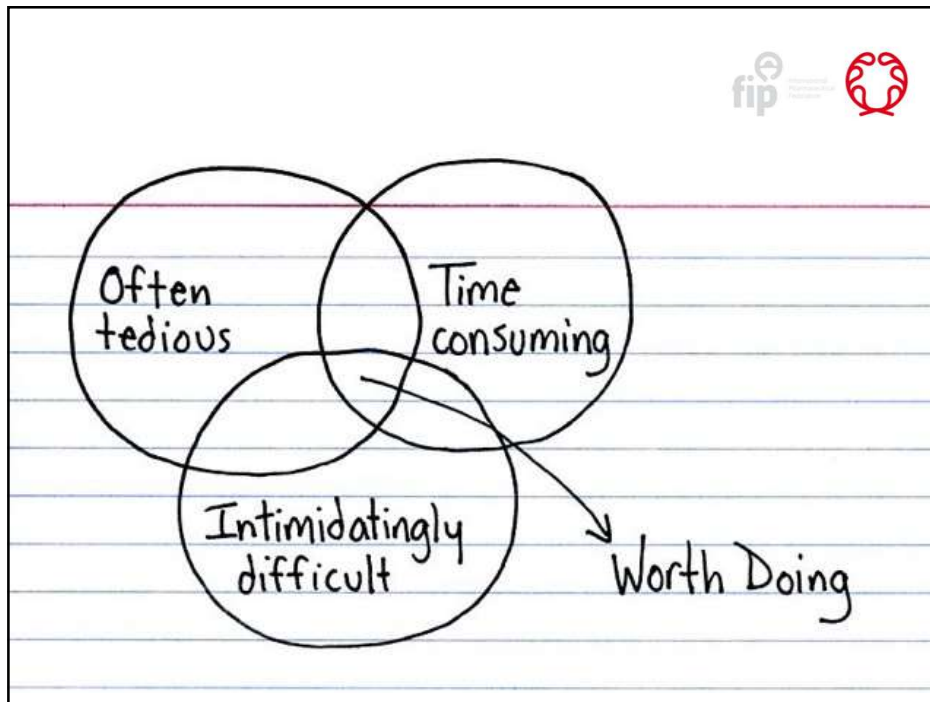 fip
Often
tedious
Time
consuming
Intimidatingly
difficult
Worth Doing